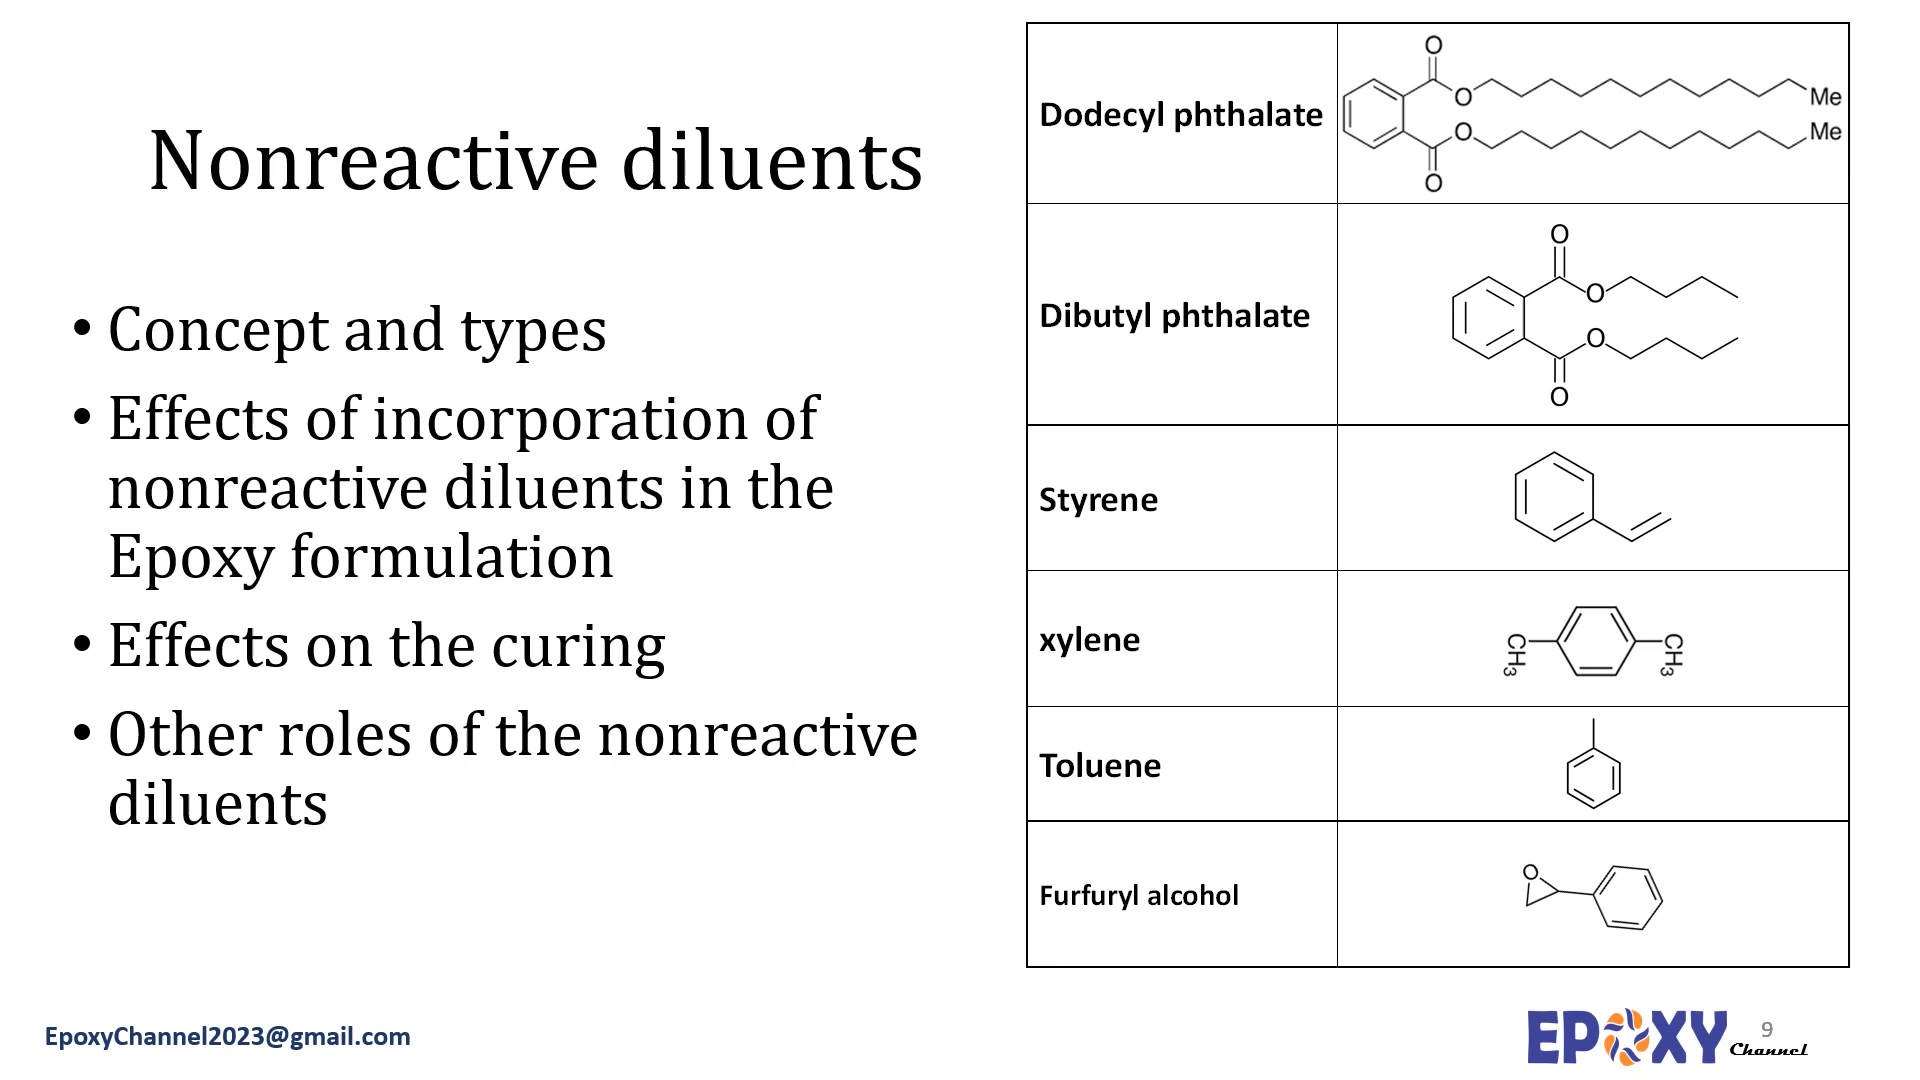 Nonreactive diluents
• Concept and types
• Effects of incorporation of
nonreactive diluents in the
Epoxy formulation
• Effects on the curing
• Other roles of the nonreactive
diluents
Dodecyl phthalate
O
O
Me
O
Me
O
Dibutyl phthalate
O
O
O
O
Styrene
xylene
CH3
CH3
Toluene
Furfuryl alcohol
O
EpoxyChannel2023@gmail.com
EPOXY
Channel
9